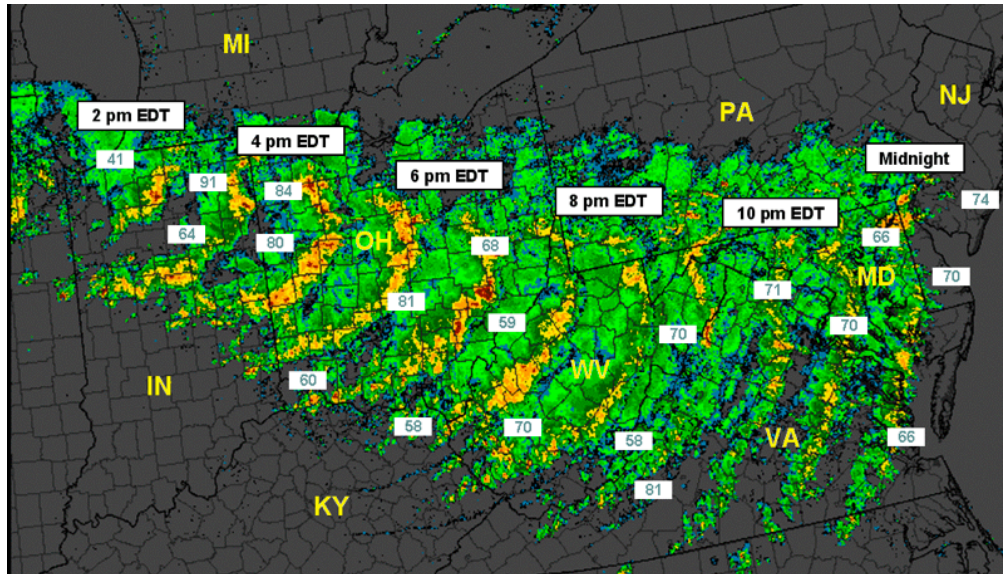 MI
NJ
PA
2 pm EDT
4 pm EDT
41
Midnight
6 pm EDT
91
84
8 pm EDT
74
10 pm EDT
64
80
OH
68
66
MD
70
71
81
59
70
70
WV
IN
60
58
70
58
VA
66
81
KY